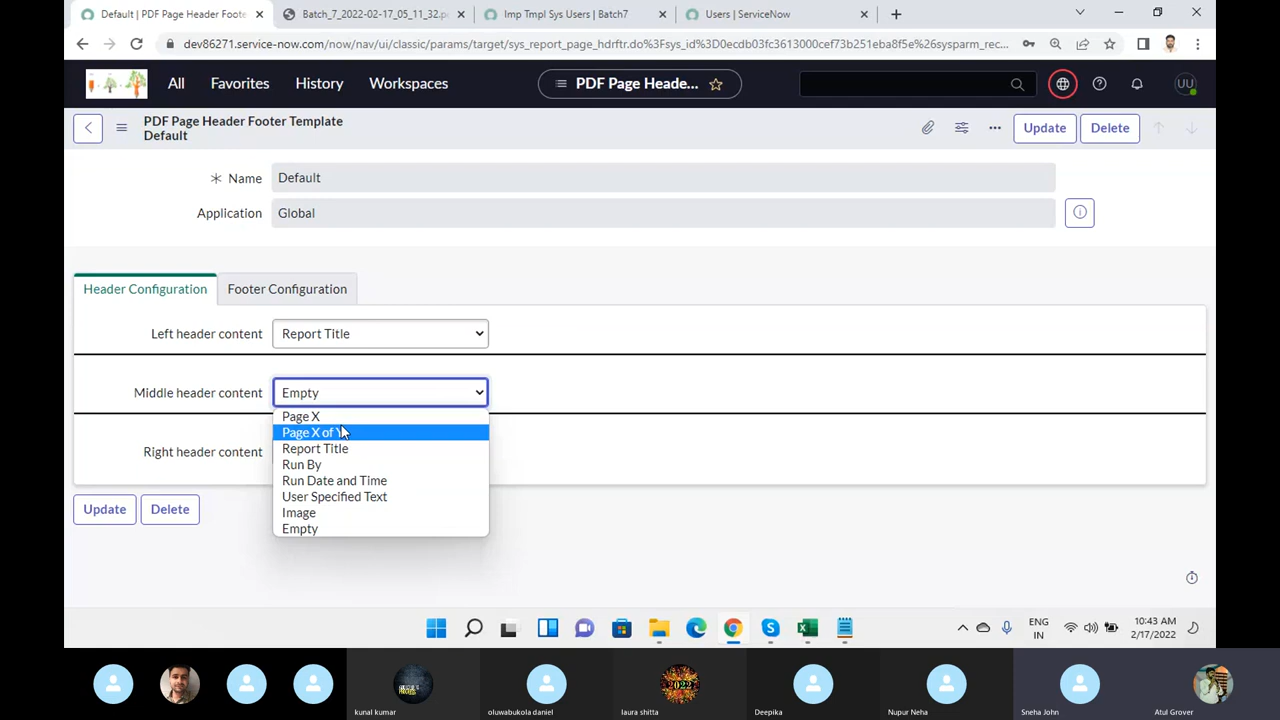 Default | PDF Page Header Foote
Batch_7_2022-02-17_05_11_32.p
Imp Tmpl Sys Users | Batch7
Users | ServiceNow
dev86271.service-now.com/now/nav/ui/classic/params/target/sys_report_page_hdrftr.do%3Fsys_id%3D0ecdb03fc3613000cef73b251eba8f5e%26sysparm_rec...
All
Favorites
History
Workspaces
PDF Page Heade...
UU
PDF Page Header Footer Template
Default
Update
Delete
Name
Default
Application
Global
Header Configuration
Footer Configuration
Left header content
Report Title
Middle header content
Empty
Page X
Page X of Y
Report Title
Right header content
Run By
Run Date and Time
User Specified Text
Image
Empty
Update
Delete
ENG
IN
10:43 AM
2/17/2022
kunal kumar
oluwabukola daniel
laura shitta
Deepika
Nupur Neha
Sneha John
Atul Grover
2022